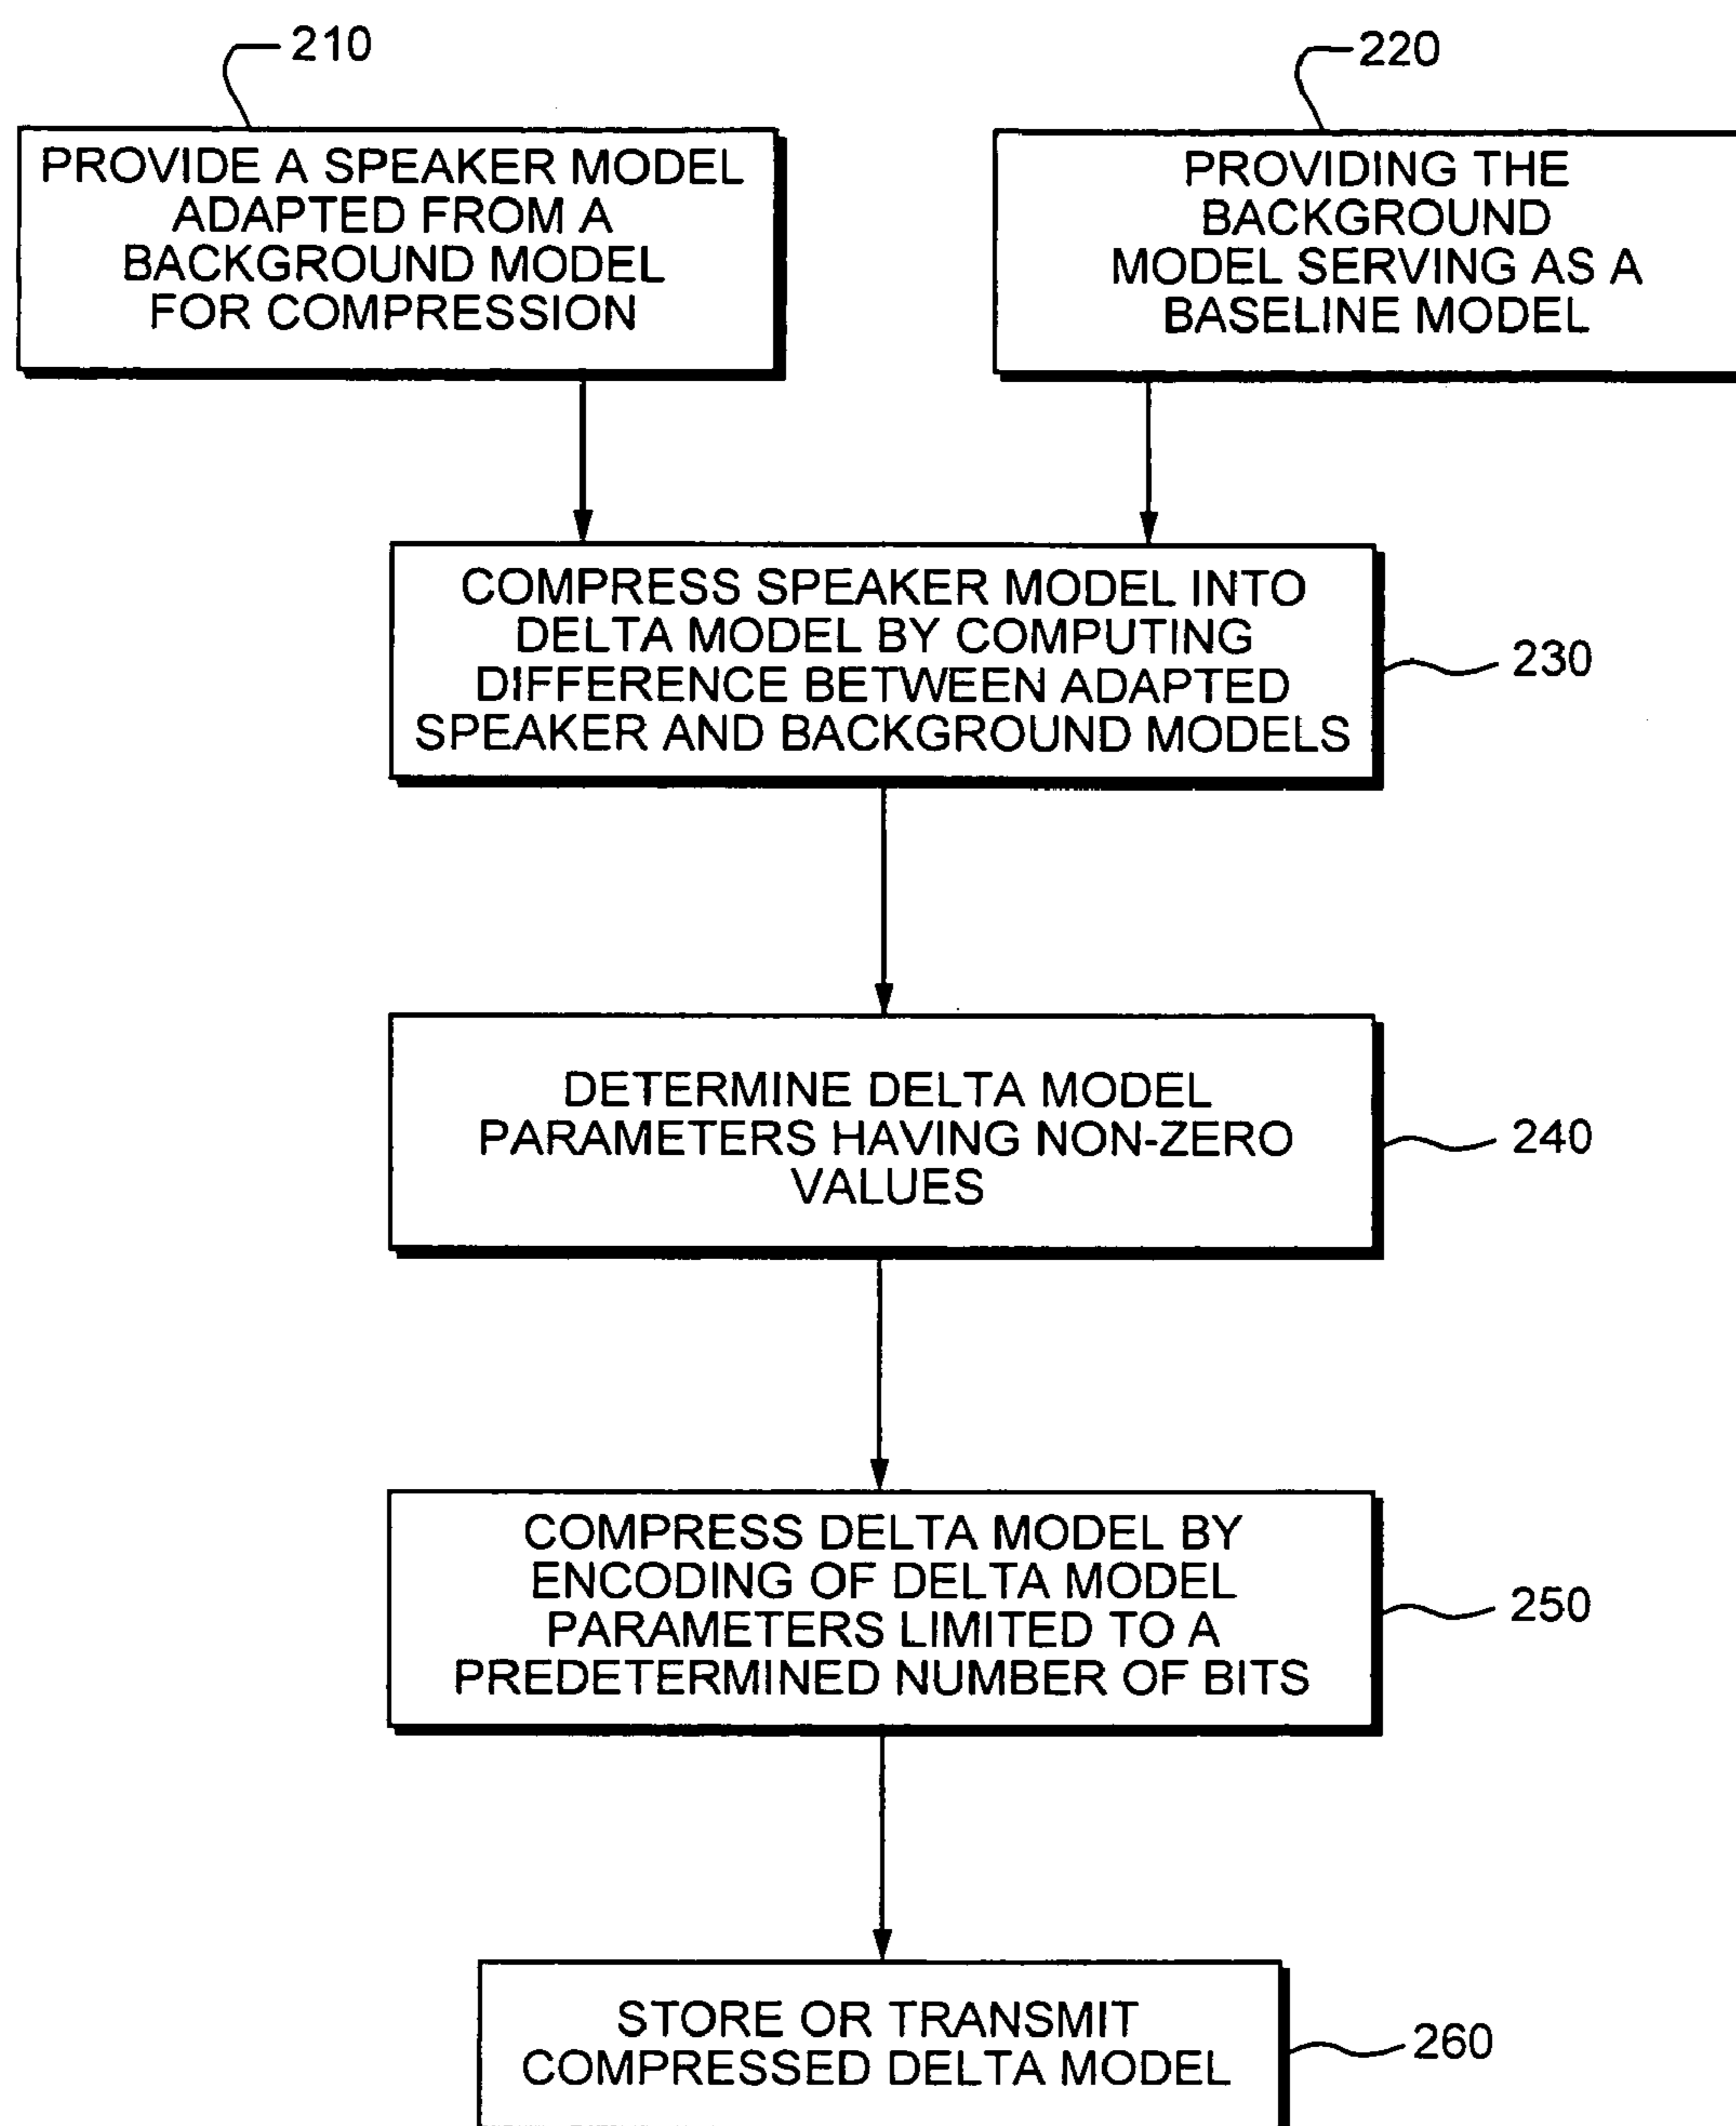 210
220
PROVIDE A SPEAKER MODEL
ADAPTED FROM A
BACKGROUND MODEL
FOR COMPRESSION
PROVIDING THE
BACKGROUND
MODEL SERVING AS A
BASELINE MODEL
COMPRESS SPEAKER MODEL INTO
DELTA MODEL BY COMPUTING
DIFFERENCE BETWEEN ADAPTED
SPEAKER AND BACKGROUND MODELS
230
DETERMINE DELTA MODEL
PARAMETERS HAVING NON-ZERO
VALUES
240
COMPRESS DELTA MODEL BY
ENCODING OF DELTA MODEL
PARAMETERS LIMITED TO A
PREDETERMINED NUMBER OF BITS
250
STORE OR TRANSMIT
COMPRESSED DELTA MODEL
260